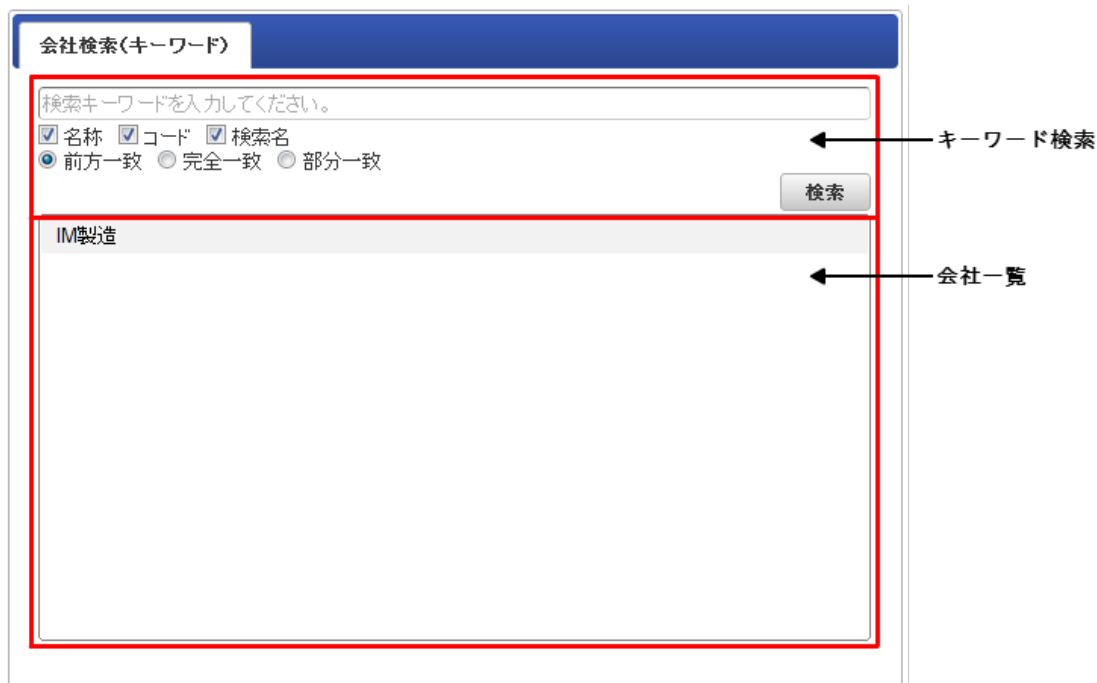 会社検索(キーワード)
検索キーワードを入力してください。
名称 コード 検索名
前方一致 完全一致 部分一致
検索
キーワード検索
IM製造
会社一覧